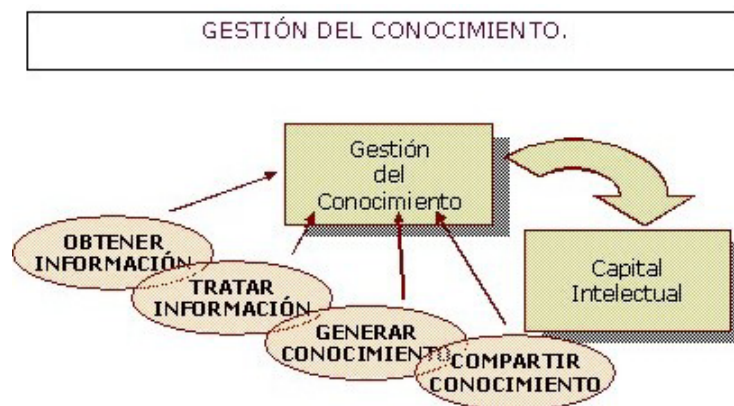 GESTIÓN DEL CONOCIMIENTO.
Gestión
del
Conocimiento
OBTENER
INFORMACIÓN
TRATAR
INFORMACIÓN
GENERAR
CONOCIMIENTO
COMPARTIR
CONOCIMIENTO
Capital
Intelectual